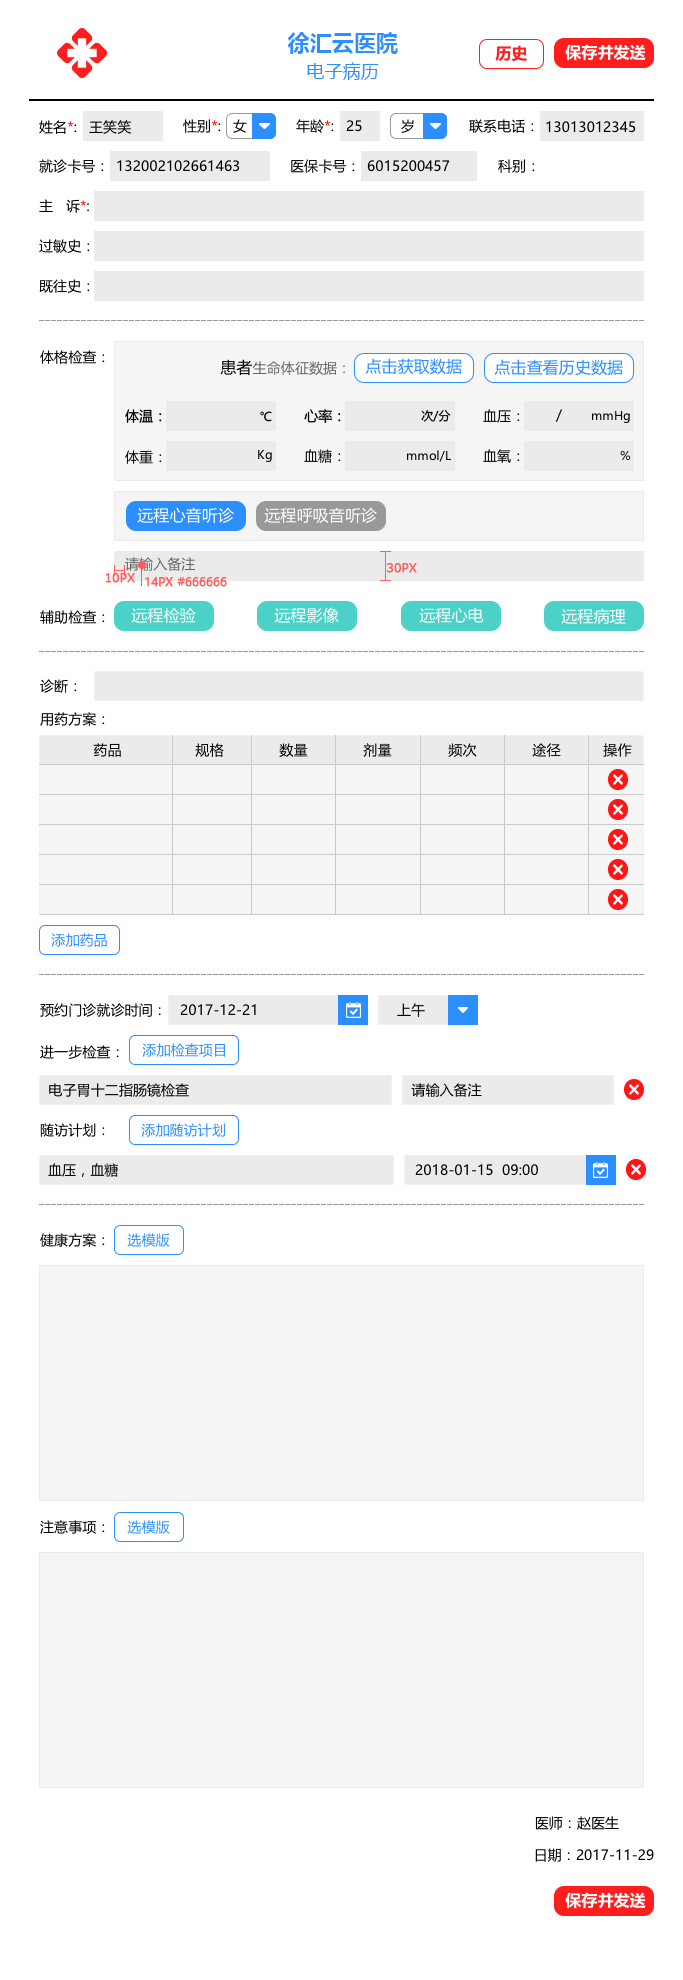 徐汇云医院
电子病历
历史
保存并发送
姓名*: 王笑笑 性别*: 女 年龄*: 25 岁 联系电话: 13013012345
就诊卡号: 132002102661463 医保卡号: 6015200457 科别:
主 诉*:
过敏史:
既往史:
体格检查:
患者生命体征数据: 点击获取数据 点击查看历史数据
体温: ℃ 心率: 次/分 血压: / mmHg
体重: Kg 血糖: mmol/L 血氧: %
远程心音听诊 远程呼吸音听诊
请输入备注
10PX 14PX #666666 30PX
辅助检查: 远程检验 远程影像 远程心电 远程病理
诊断:
用药方案:
药品 规格 数量 剂量 频次 途径 操作
添加药品
预约门诊就诊时间: 2017-12-21 上午
进一步检查: 添加检查项目
电子胃十二指肠镜检查 请输入备注
随访计划: 添加随访计划
血压，血糖 2018-01-15 09:00
健康方案: 选模版
注意事项: 选模版
医师: 赵医生
日期: 2017-11-29
保存并发送